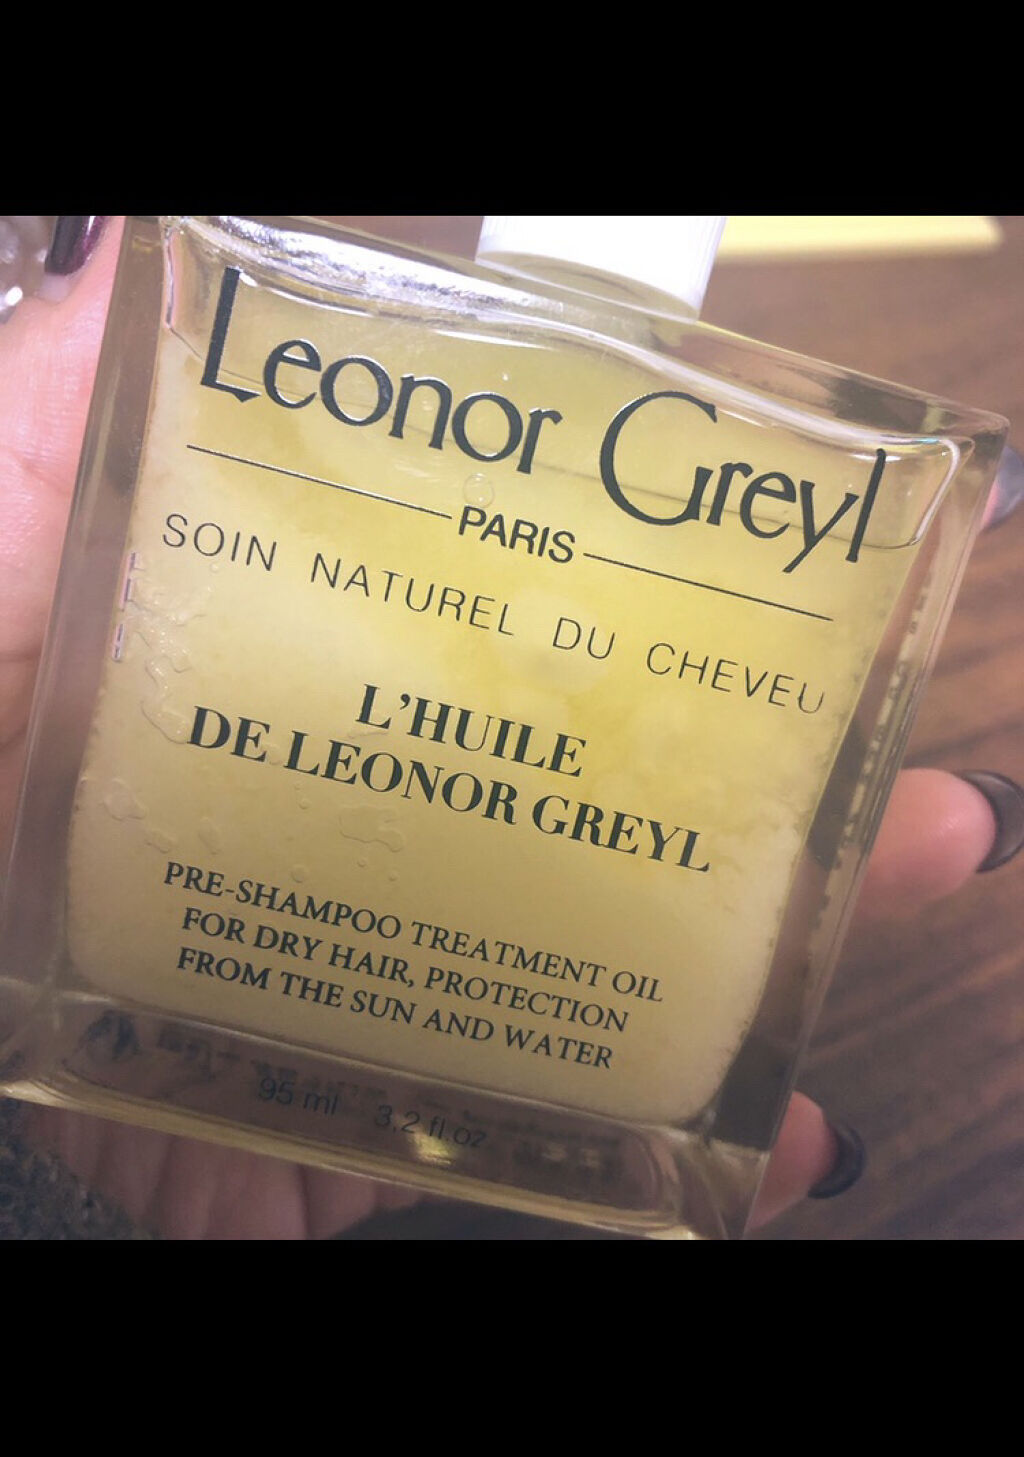 Leonor Greyl
PARIS
SOIN NATUREL DU CHEVEU
L'HUILE
DE LEONOR GREYL
PRE-SHAMPOO TREATMENT OIL
FOR DRY HAIR, PROTECTION
FROM THE SUN AND WATER
95 ml 3,2 fl.oz